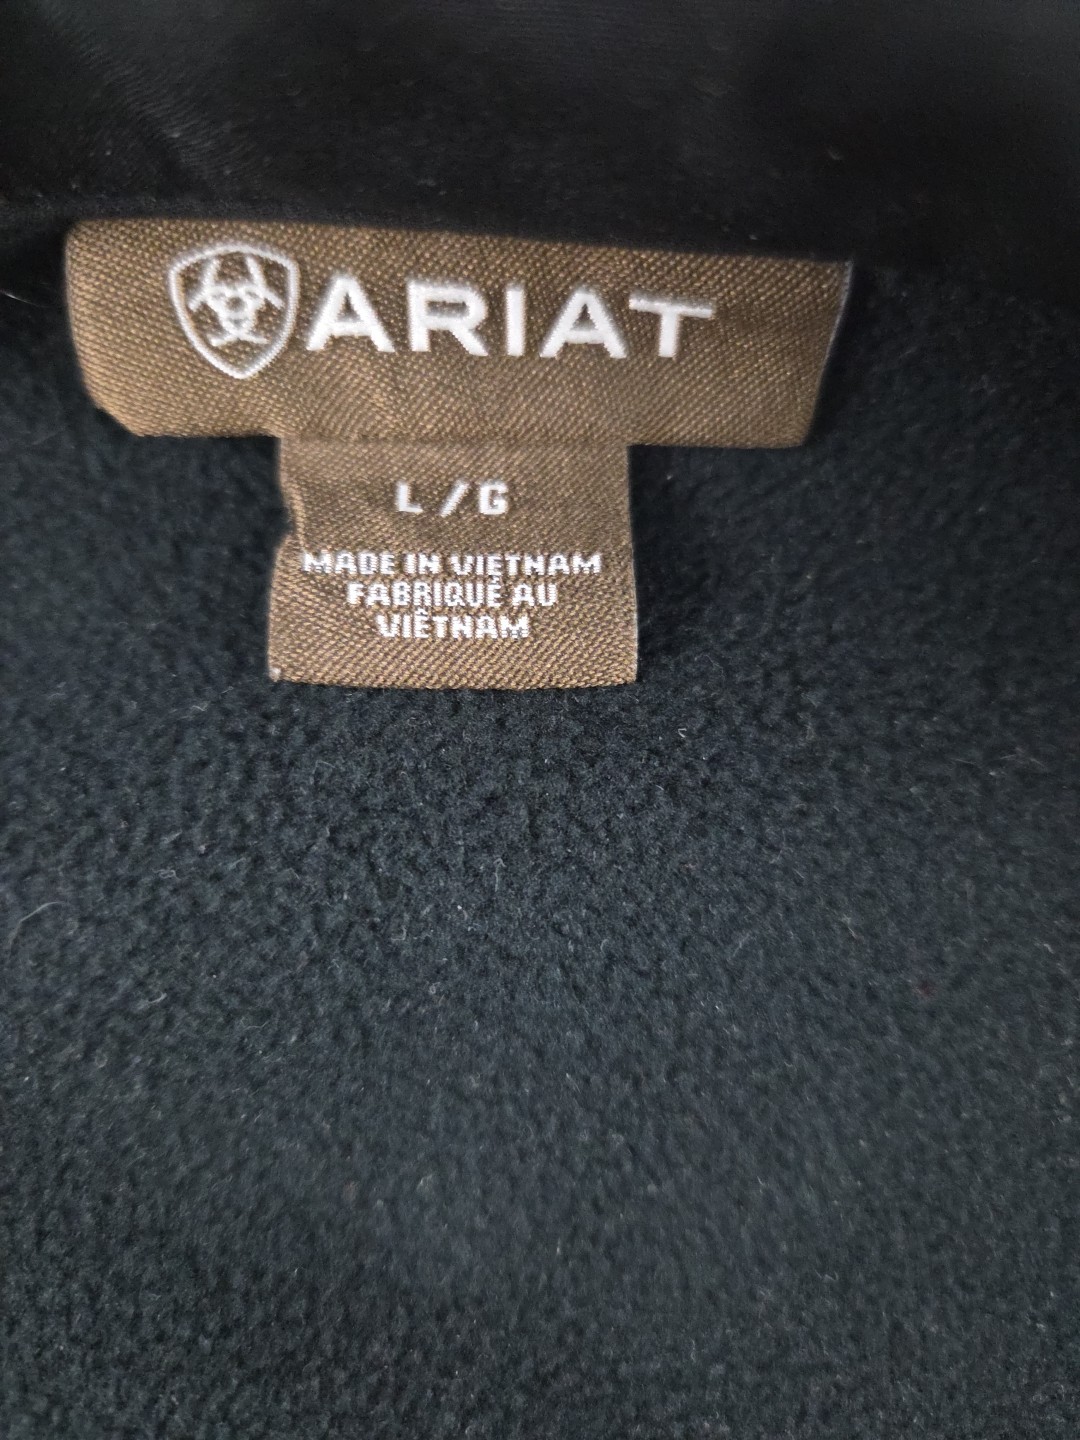 ARIAT
L/G
MADE IN VIETNAM
FABRIQUÉ AU
VIÊTNAM